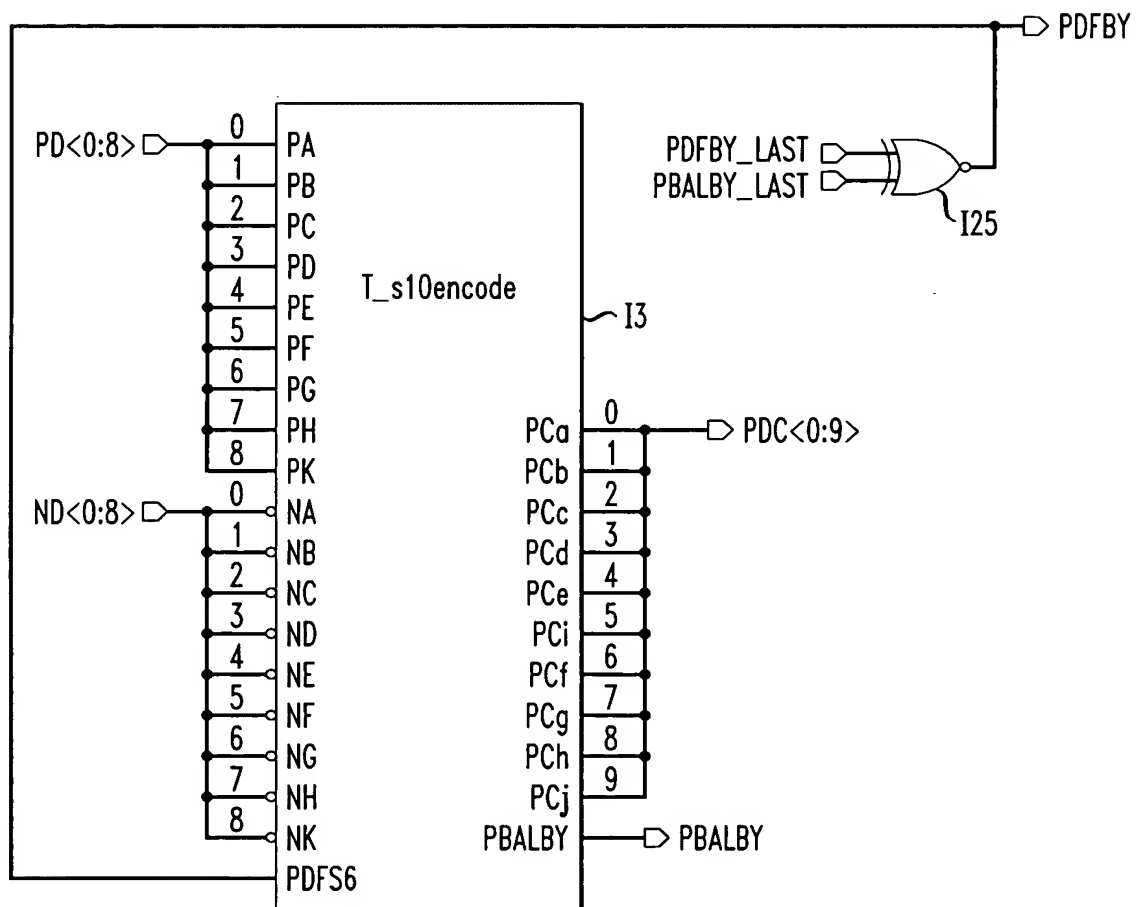 PDFBY
PD<0:8>
0 PA
1 PB
2 PC
3 PD
4 PE
5 PF
6 PG
7 PH
8 PK
ND<0:8>
0 NA
1 NB
2 NC
3 ND
4 NE
5 NF
6 NG
7 NH
8 NK
PDFS6
T_s10encode
I3
PDFBY_LAST
PBALBY_LAST
I25
PCa 0
PDC<0:9>
PCb 1
PCc 2
PCd 3
PCe 4
PCi 5
PCf 6
PCg 7
PCh 8
PCj 9
PBALBY PBALBY